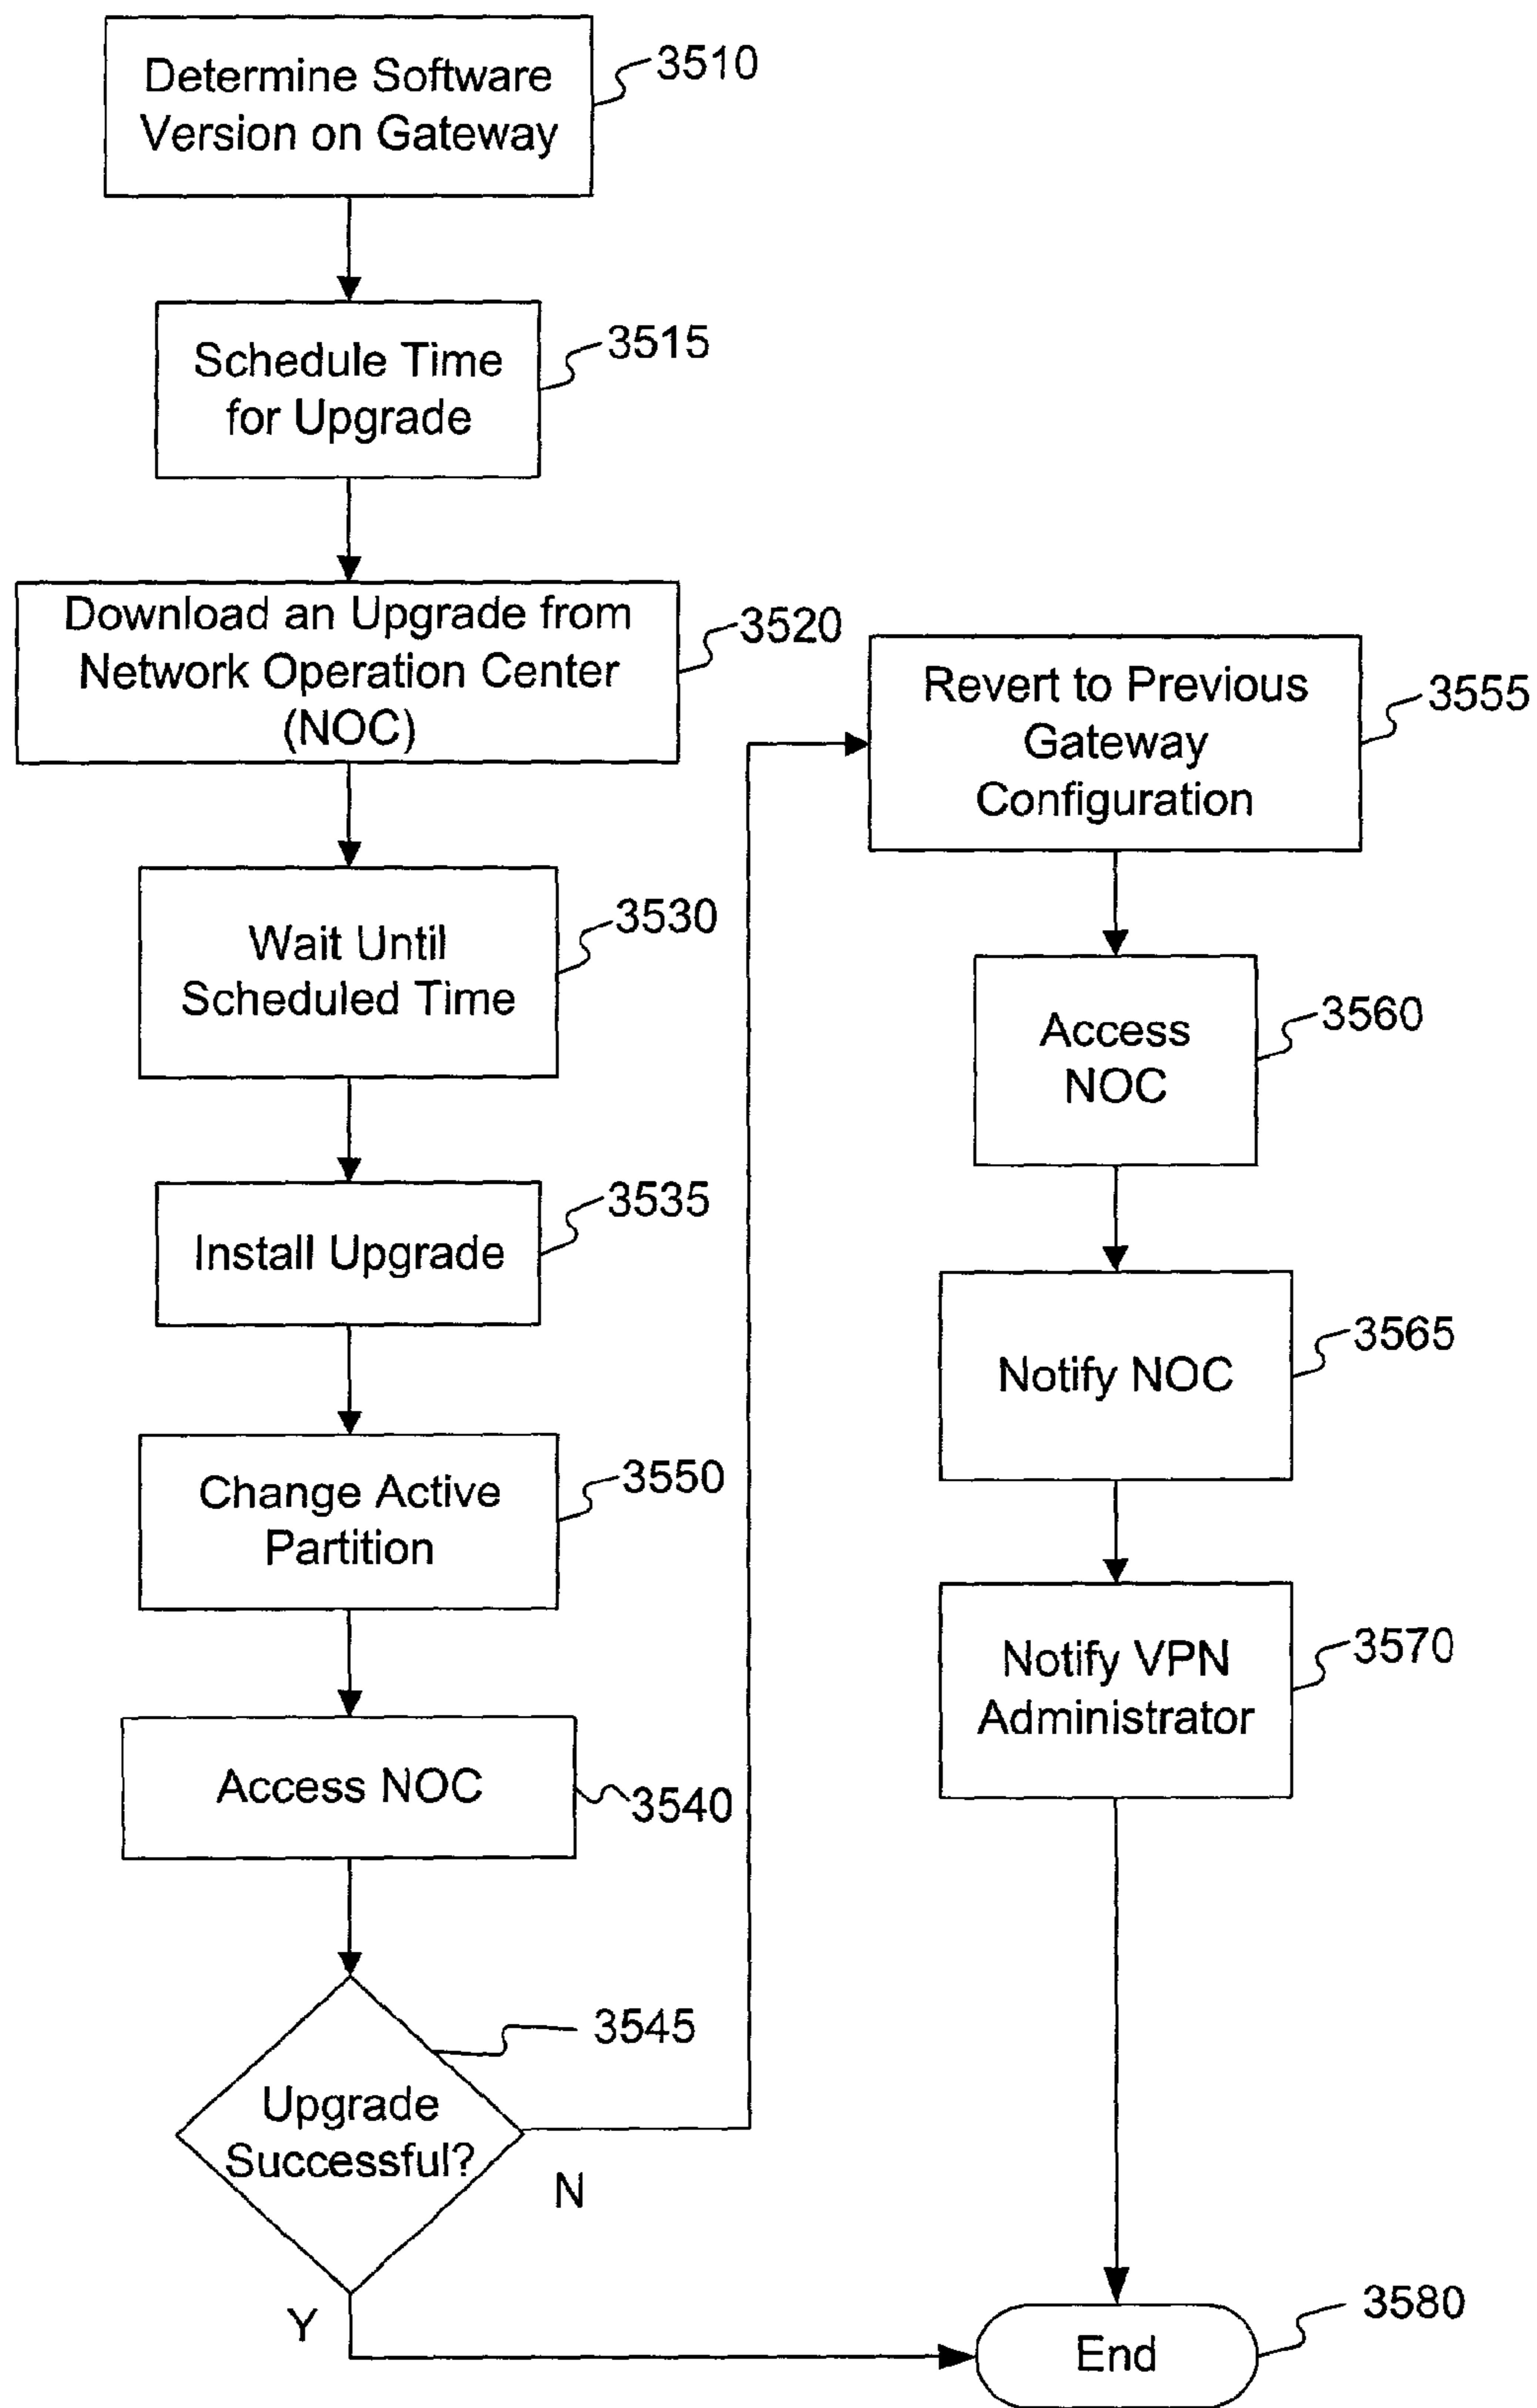 Determine Software
Version on Gateway
3510
Schedule Time
for Upgrade
3515
Download an Upgrade from
Network Operation Center
(NOC)
3520
Wait Until
Scheduled Time
3530
Install Upgrade
3535
Change Active
Partition
3550
Access NOC
3540
Upgrade
Successful?
3545
N
Y
Revert to Previous
Gateway
Configuration
3555
Access
NOC
3560
Notify NOC
3565
Notify VPN
Administrator
3570
End
3580